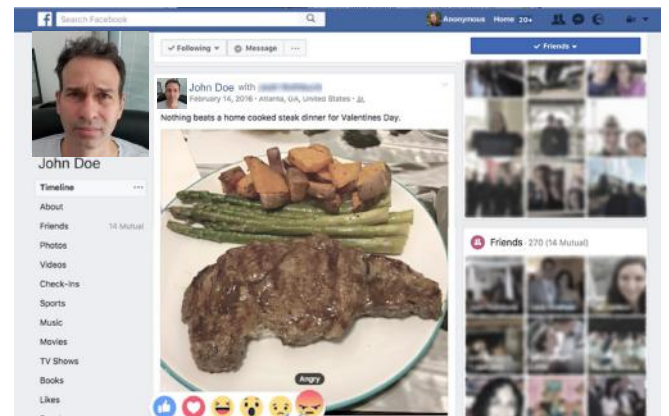 f Search Facebook
Anonymous Home 20+
Following Message ...
Friends
John Doe with
February 14, 2016 · Atlanta, GA, United States ·
Nothing beats a home cooked steak dinner for Valentines Day.
John Doe
Timeline ...
About
Friends 14 Mutual
Photos
Videos
Check-Ins
Sports
Music
Movies
TV Shows
Books
Likes
Friends · 270 (14 Mutual)
Angry